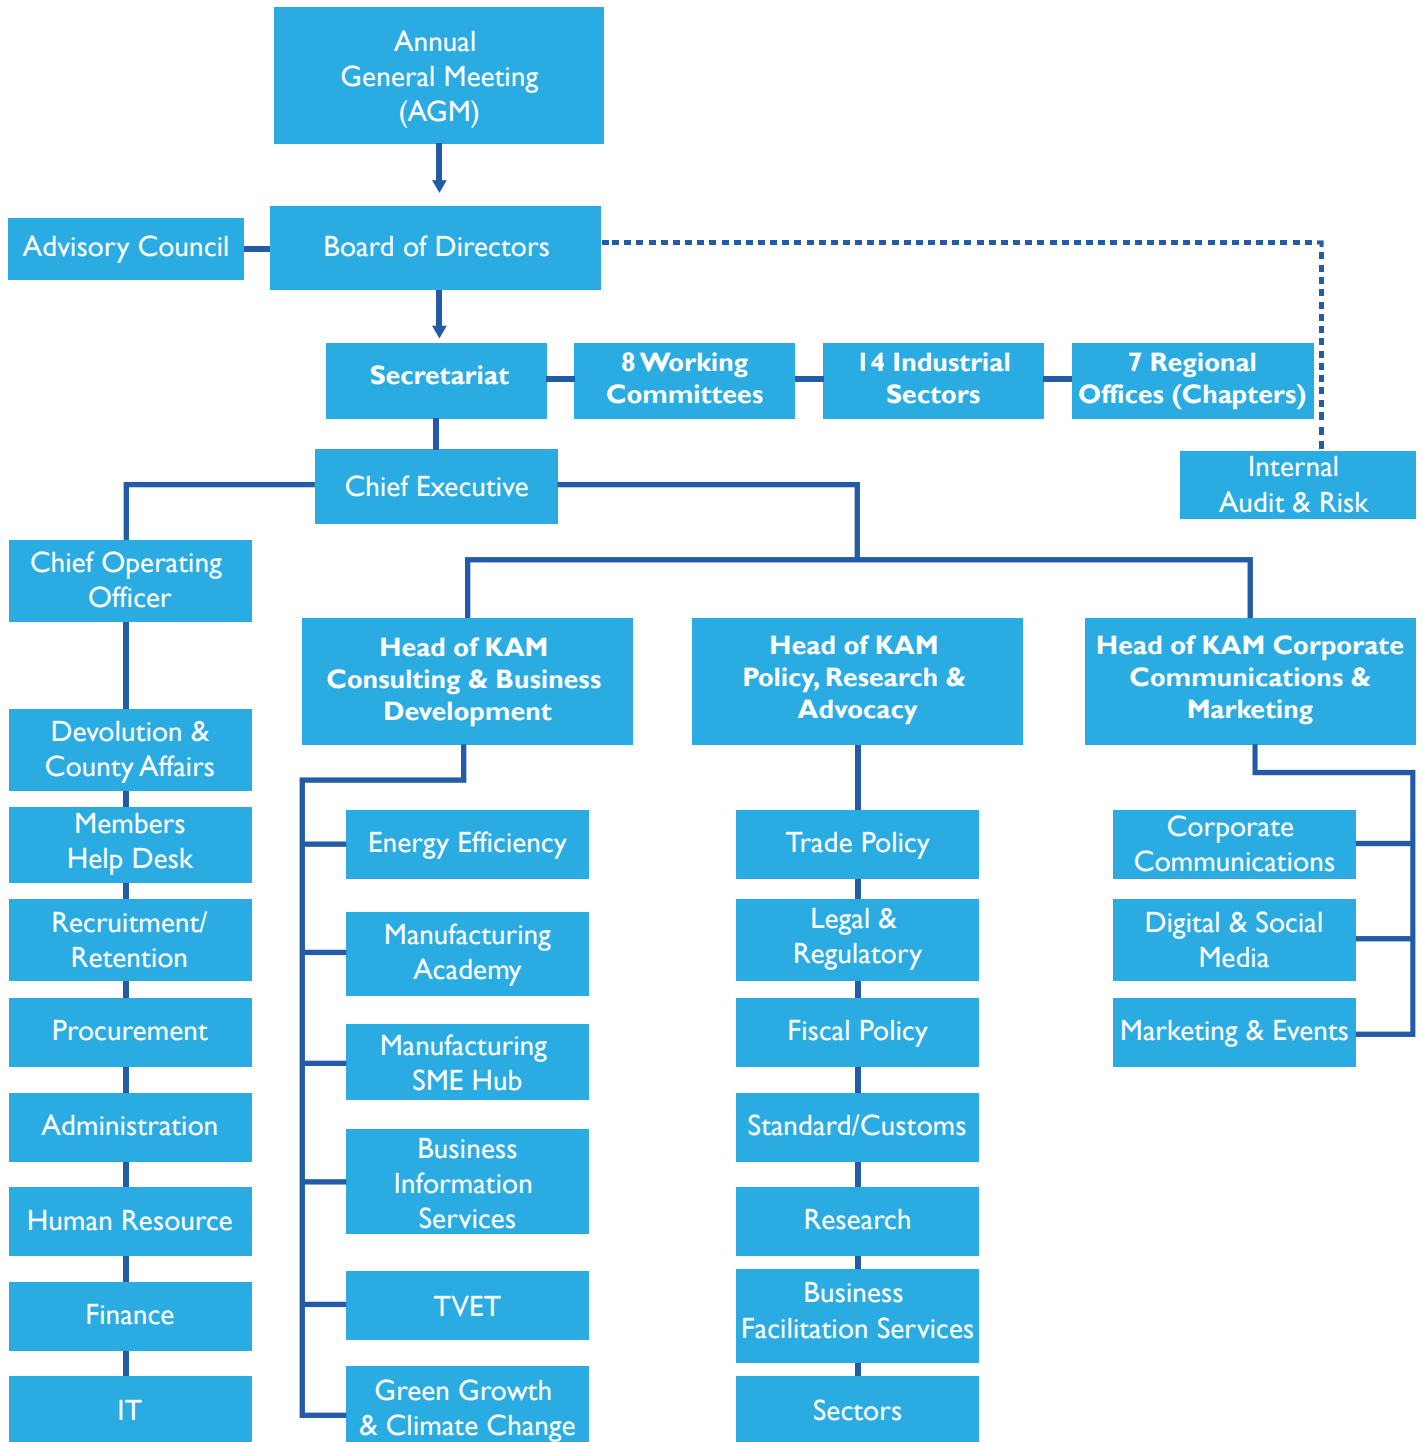 Annual
General Meeting
(AGM)
Advisory Council
Board of Directors
Secretariat
8 Working
Committees
14 Industrial
Sectors
7 Regional
Offices (Chapters)
Chief Executive
Internal
Audit & Risk
Chief Operating
Officer
Devolution &
County Affairs
Members
Help Desk
Recruitment/
Retention
Procurement
Administration
Human Resource
Finance
IT
Head of KAM
Consulting & Business
Development
Energy Efficiency
Manufacturing
Academy
Manufacturing
SME Hub
Business
Information
Services
TVET
Green Growth
& Climate Change
Head of KAM
Policy, Research &
Advocacy
Trade Policy
Legal &
Regulatory
Fiscal Policy
Standard/Customs
Research
Business
Facilitation Services
Sectors
Head of KAM Corporate
Communications &
Marketing
Corporate
Communications
Digital & Social
Media
Marketing & Events